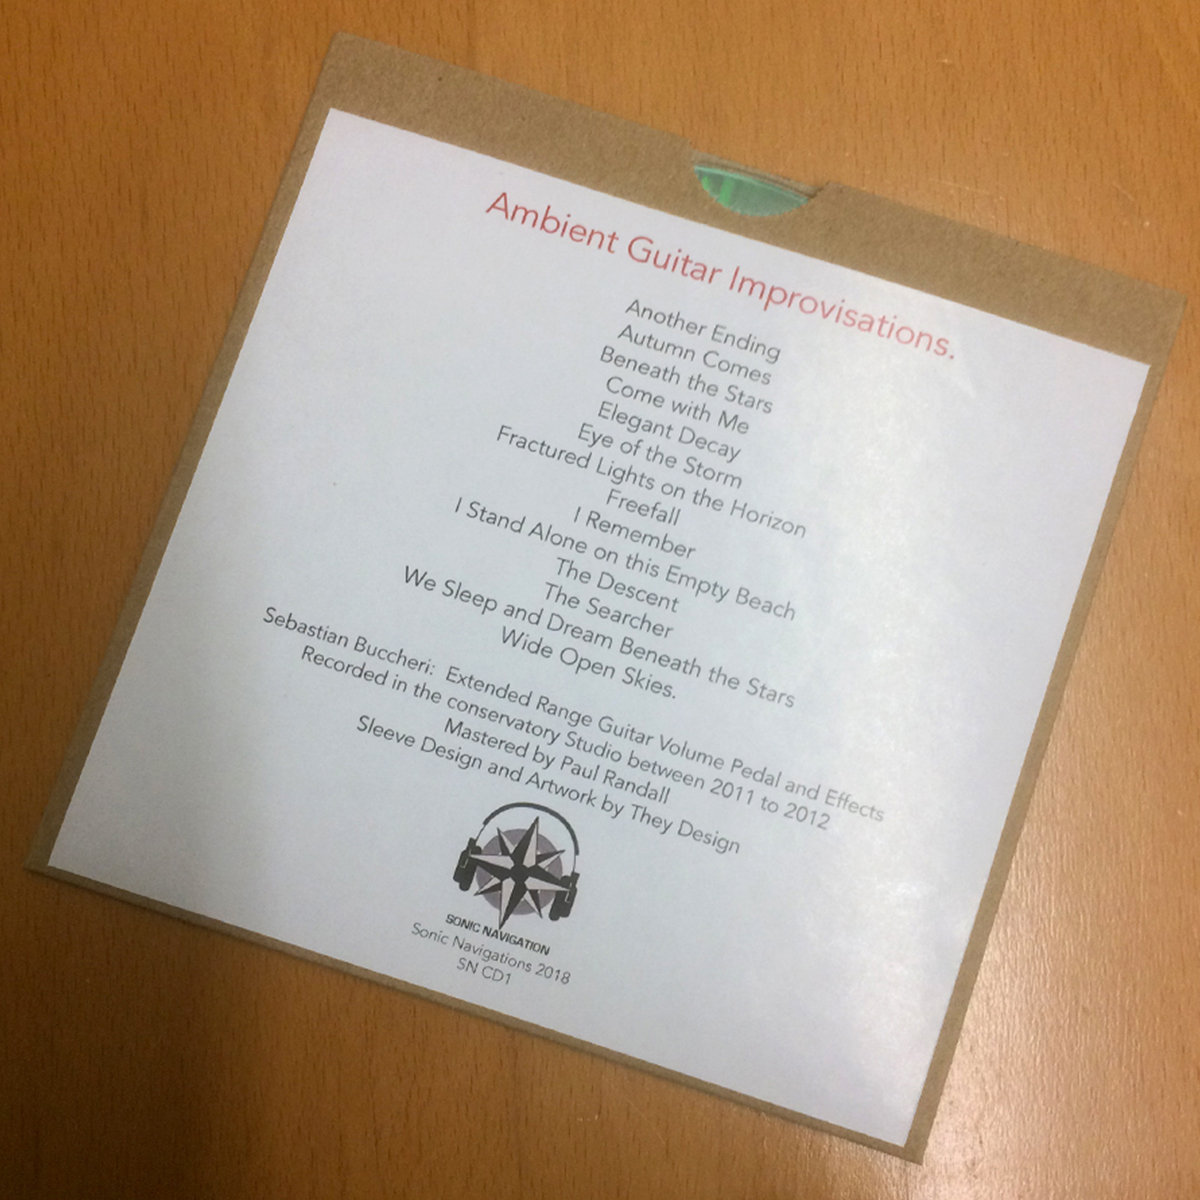 Ambient Guitar Improvisations.
Another Ending
Autumn Comes
Beneath the Stars
Come with Me
Elegant Decay
Eye of the Storm
Fractured Lights on the Horizon
Freefall
I Remember
I Stand Alone on this Empty Beach
The Descent
The Searcher
We Sleep and Dream Beneath the Stars
Wide Open Skies.
Sebastian Buccheri: Extended Range Guitar Volume Pedal and Effects
Recorded in the conservatory Studio between 2011 to 2012
Mastered by Paul Randall
Sleeve Design and Artwork by They Design
SONIC NAVIGATION
Sonic Navigations 2018
SN CD1